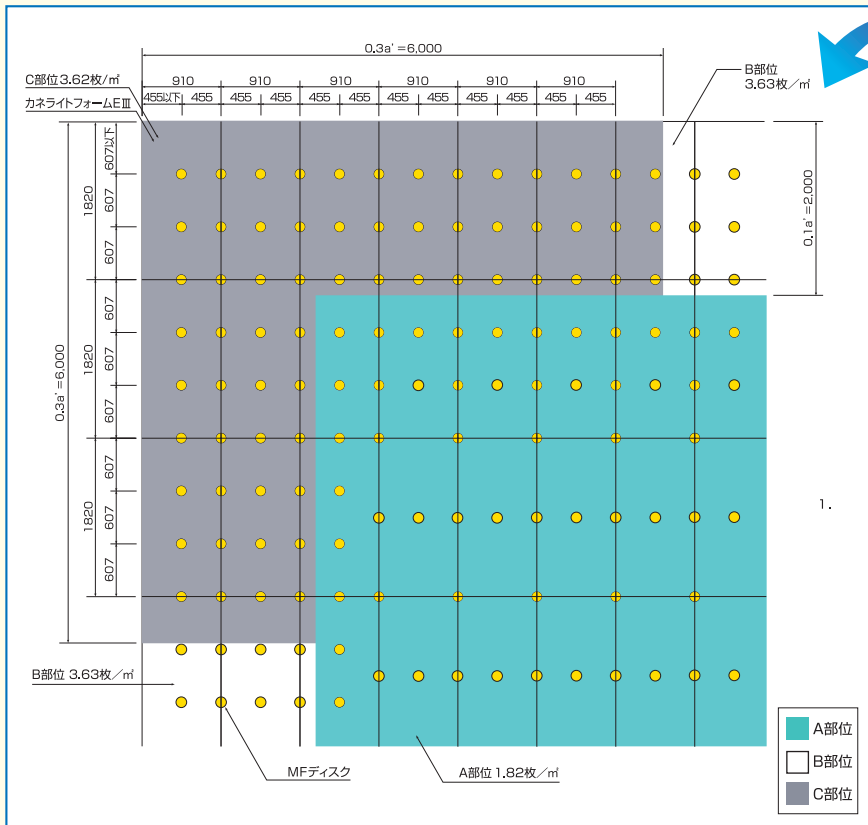 0.3a' =6,000
C部位3.62枚/㎡
カネライトフォームEⅢ
910 910 910 910 910 910
455以下 455 455 455 455 455 455 455 455 455 455 455
B部位
3.63枚/㎡
607以下
607
607
1820
607
607
607
1820
607
607
607
1820
0.3a' =6,000
0.1a' =2,000
1.
B部位 3.63枚/㎡
MFディスク
A部位 1.82枚/㎡
A部位
B部位
C部位